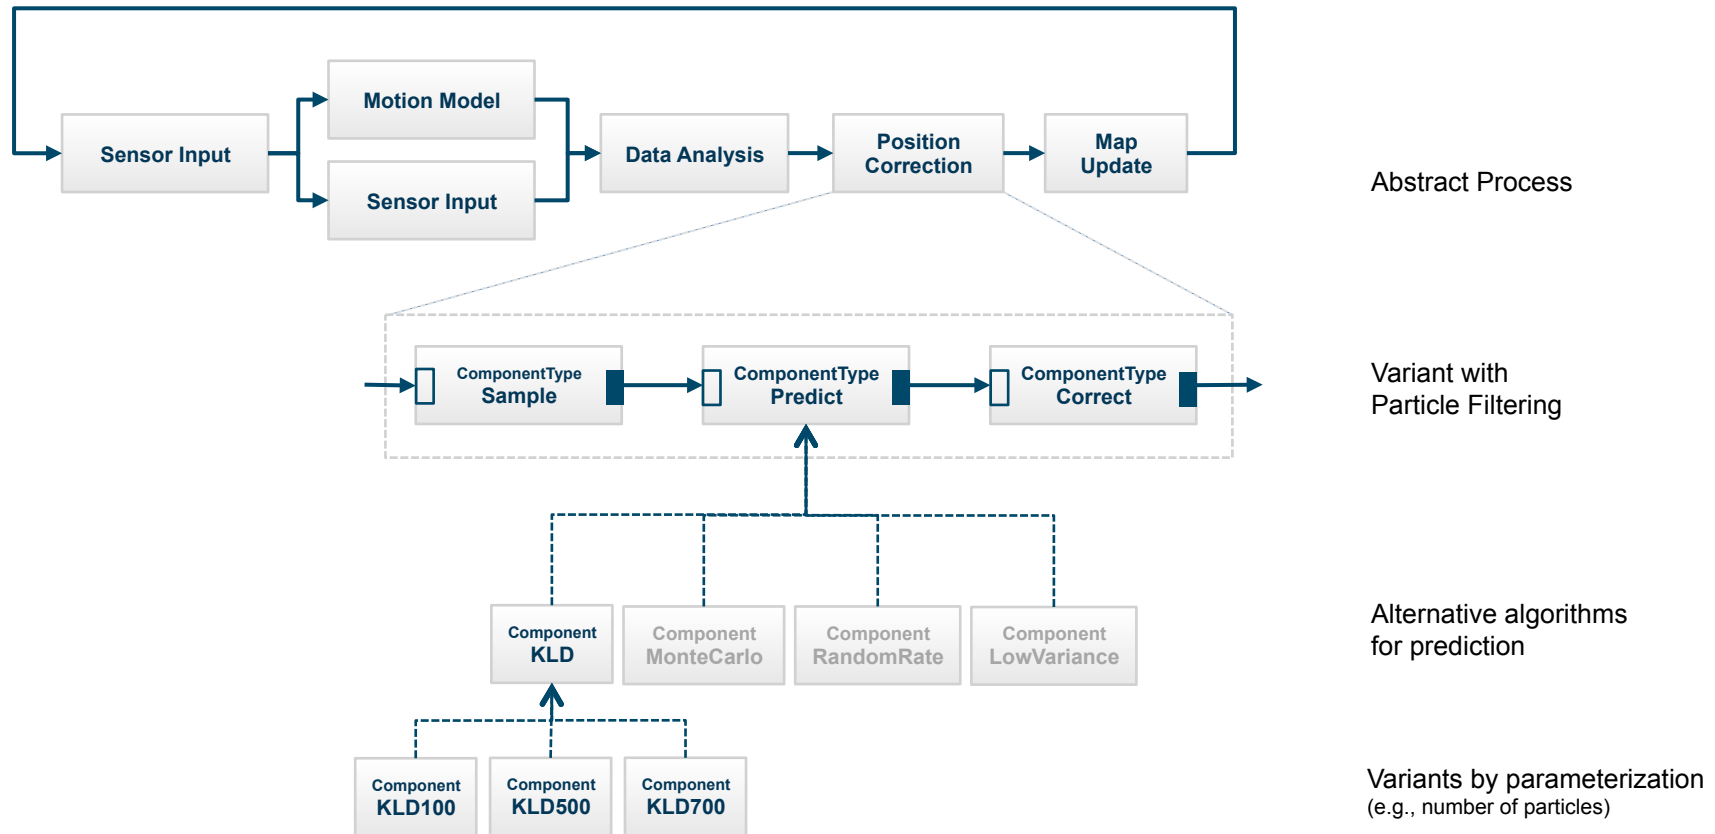 Motion Model
Sensor Input
Sensor Input
Data Analysis
Position
Correction
Map
Update
Abstract Process
ComponentType
Sample
ComponentType
Predict
ComponentType
Correct
Variant with
Particle Filtering
Component
KLD
Component
MonteCarlo
Component
RandomRate
Component
LowVariance
Alternative algorithms
for prediction
Component
KLD100
Component
KLD500
Component
KLD700
Variants by parameterization
(e.g., number of particles)